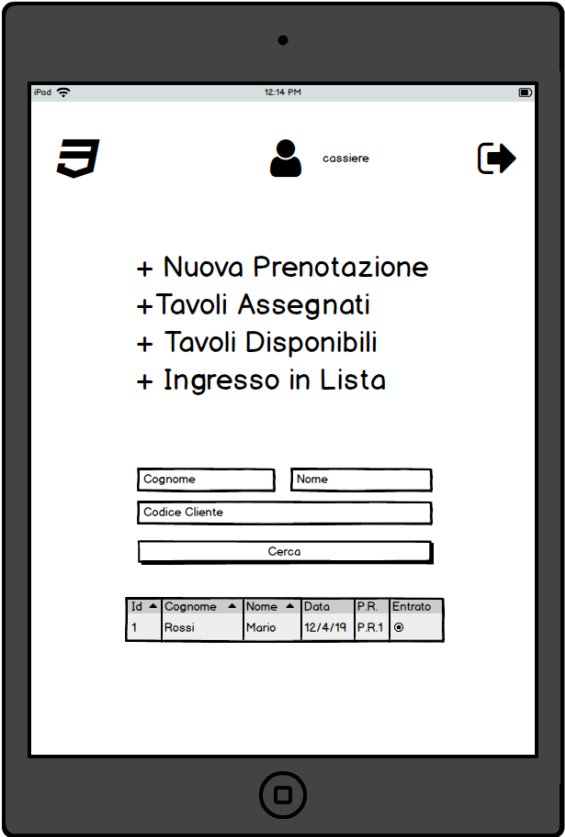 iPod 12:14 PM
cassiere
+ Nuova Prenotazione
+Tavoli Assegnati
+ Tavoli Disponibili
+ Ingresso in Lista
Cognome Nome
Codice Cliente
Cerca
Id Cognome Nome Data P.R. Entrato
1 Rossi Mario 12/4/19 P.R.1